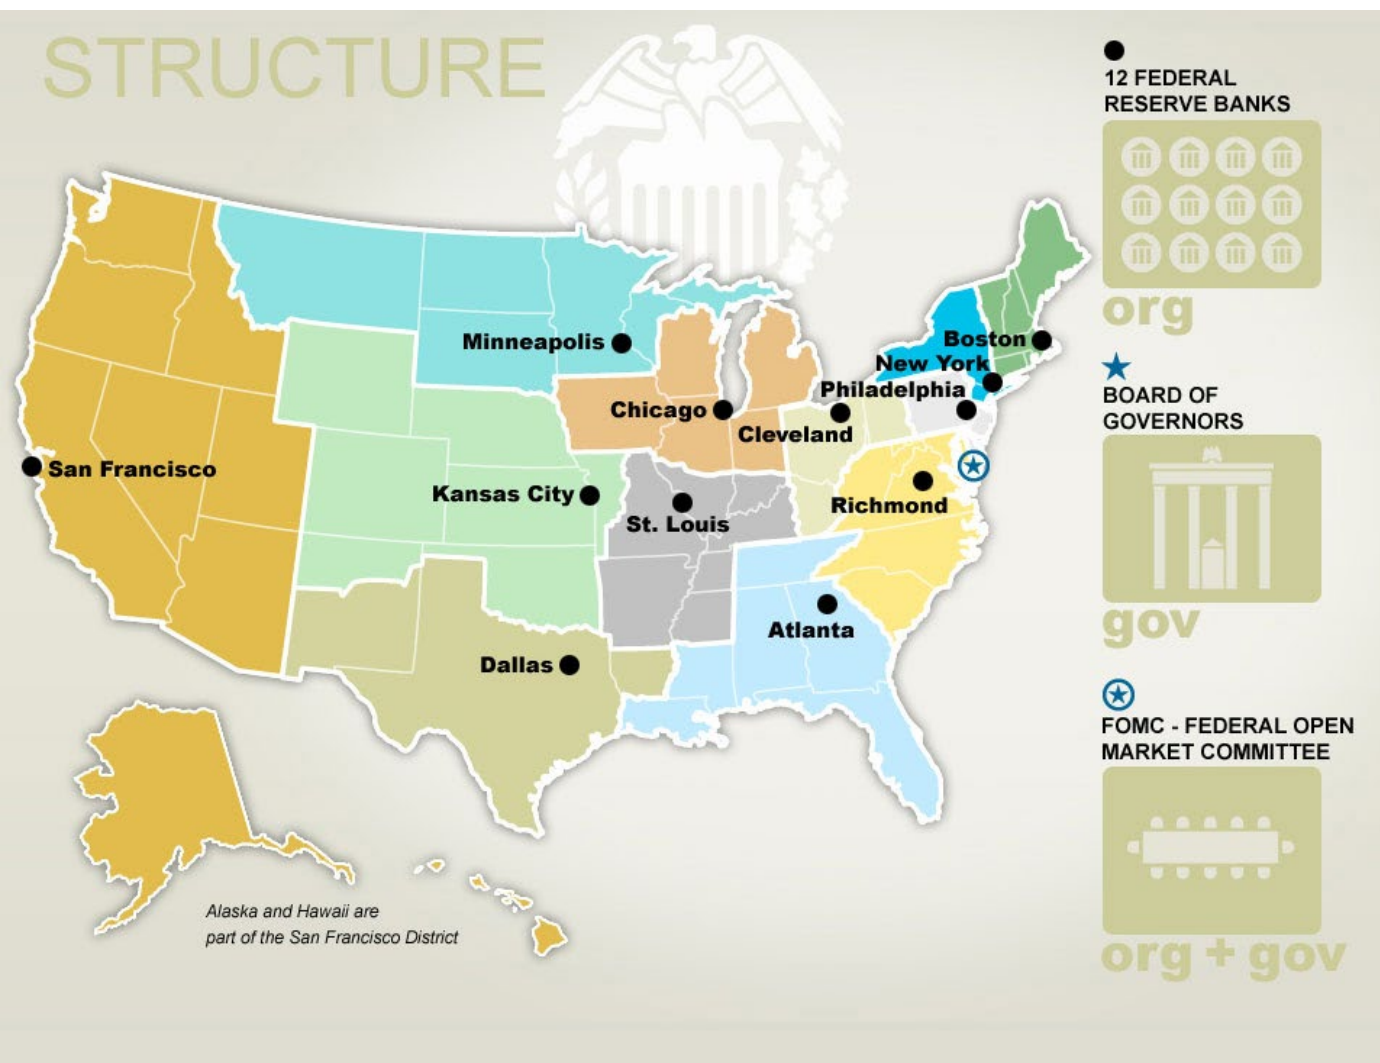 STRUCTURE
12 FEDERAL
RESERVE BANKS
org
BOARD OF
GOVERNORS
gov
FOMC - FEDERAL OPEN
MARKET COMMITTEE
org + gov
Minneapolis
Boston
New York
Philadelphia
Chicago
Cleveland
San Francisco
Kansas City
Richmond
St. Louis
Atlanta
Dallas
Alaska and Hawaii are
part of the San Francisco District